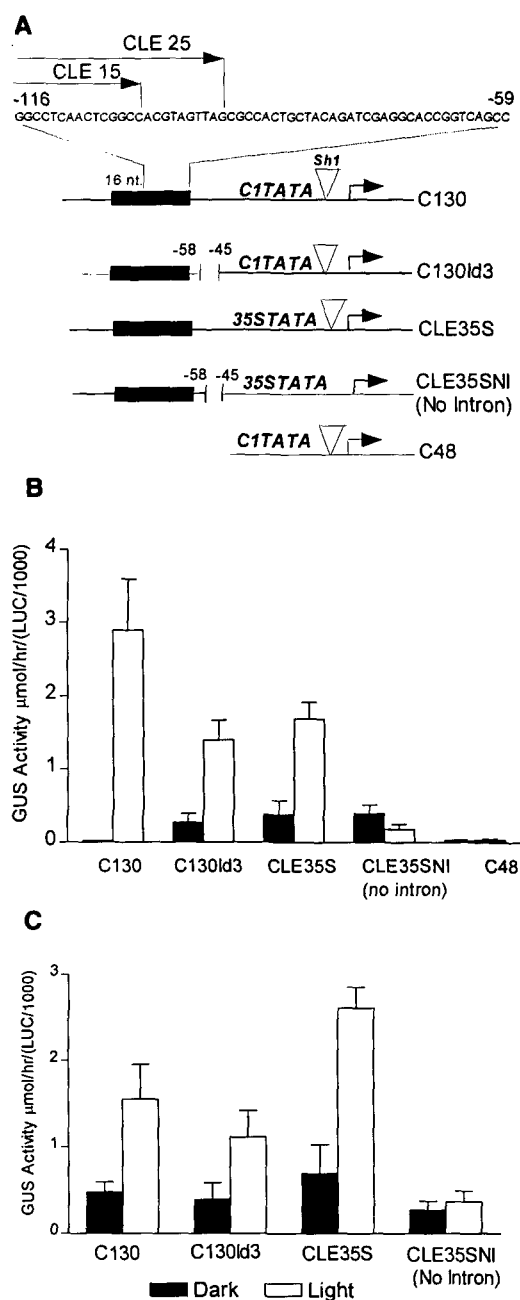 A
CLE 25
CLE 15
-116
-59
GGCCTCAACTCGGCCACGTAGTTAGCGCCACTGCTACAGATCGAGGCACCGGTCAGCC
16 nt.
C1TATA
Sh1
C130
-58
-45
C1TATA
C130Id3
35STATA
CLE35S
-58
-45
35STATA
CLE35SNI
(No Intron)
C1TATA
C48
B
GUS Activity µmol/hr/(LUC/1000)
4
3
2
1
0
C130
C130Id3
CLE35S
CLE35SNI
(no intron)
C48
C
GUS Activity µmol/hr/(LUC/1000)
3
2
1
0
C130
C130Id3
CLE35S
CLE35SNI
(No Intron)
Dark
Light